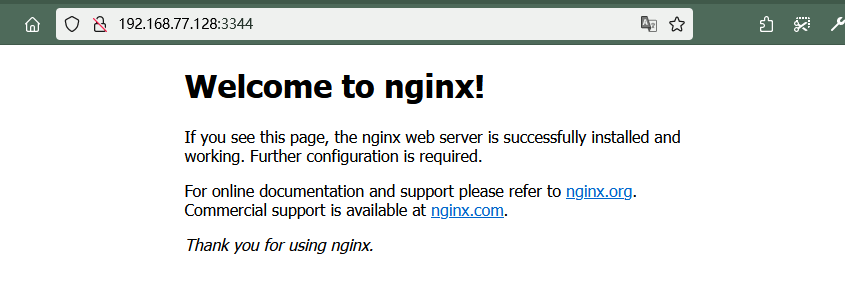 192.168.77.128:3344
Welcome to nginx!
If you see this page, the nginx web server is successfully installed and
working. Further configuration is required.
For online documentation and support please refer to nginx.org.
Commercial support is available at nginx.com.
Thank you for using nginx.